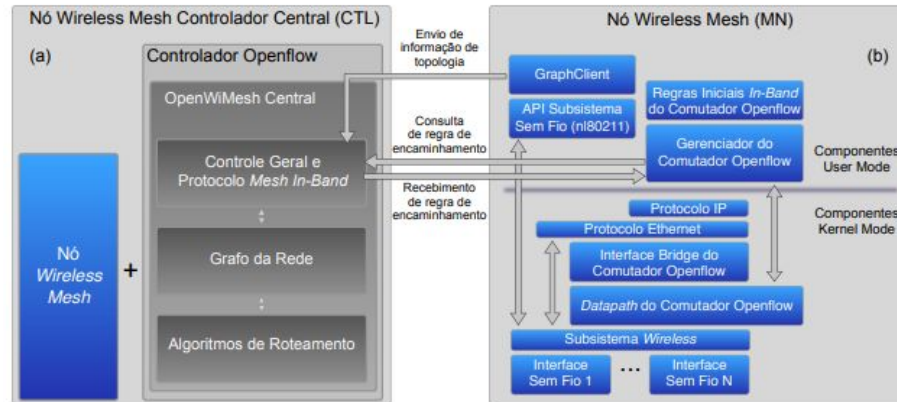 Nó Wireless Mesh Controlador Central (CTL)
(a)
Controlador Openflow
OpenWiMesh Central
Controle Geral e
Protocolo Mesh In-Band
Grafo da Rede
Algoritmos de Roteamento
Nó
Wireless
Mesh
+
Envio de
informação de
topologia
Consulta
de regra de
encaminhamento
Recebimento
de regra de
encaminhamento
Nó Wireless Mesh (MN)
(b)
GraphClient
API Subsistema
Sem Fio (nl80211)
Regras Iniciais In-Band
do Comutador Openflow
Gerenciador do
Comutador Openflow
Componentes
User Mode
Componentes
Kernel Mode
Protocolo IP
Protocolo Ethernet
Interface Bridge do
Comutador Openflow
Datapath do Comutador Openflow
Subsistema Wireless
Interface
Sem Fio 1
...
Interface
Sem Fio N